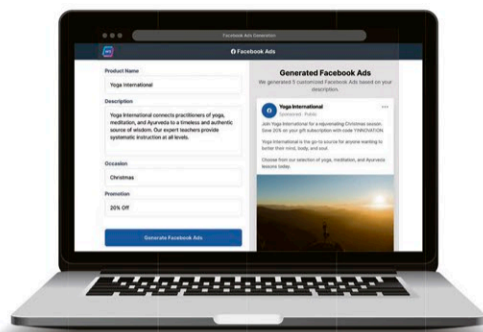 Facebook Ads Generation
Facebook Ads
Product Name
Yoga International
Description
Yoga International connects practitioners of yoga,
meditation, and Ayurveda to a timeless and authentic
source of wisdom. Our expert teachers provide
systematic instruction at all levels.
Occasion
Christmas
Promotion
20% Off
Generate Facebook Ads
Generated Facebook Ads
We generated 5 customized Facebook Ads based on your
description.
Yoga International
Sponsored · Public
Join Yoga International for a rejuvenating Christmas season.
Save 20% on your gift subscription with code YINNOVATION.
Yoga International is the go-to source for anyone wanting to
better their mind, body, and soul.
Choose from our selection of yoga, meditation, and Ayurveda
lessons today.